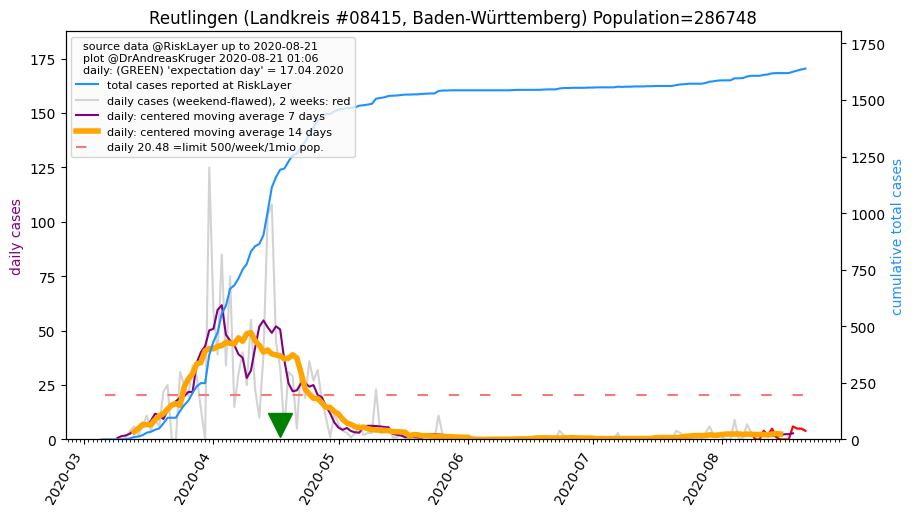 Reutlingen (Landkreis #08415, Baden-Württemberg) Population=286748
source data @RiskLayer up to 2020-08-21
plot @DrAndreasKruger 2020-08-21 01:06
daily: (GREEN) 'expectation day' = 17.04.2020
total cases reported at RiskLayer
daily cases (weekend-flawed), 2 weeks: red
daily: centered moving average 7 days
daily: centered moving average 14 days
daily 20.48 =limit 500/week/1mio pop.
daily cases
175
150
125
100
75
50
25
0
cumulative total cases
1750
1500
1250
1000
750
500
250
0
2020-03
2020-04
2020-05
2020-06
2020-07
2020-08